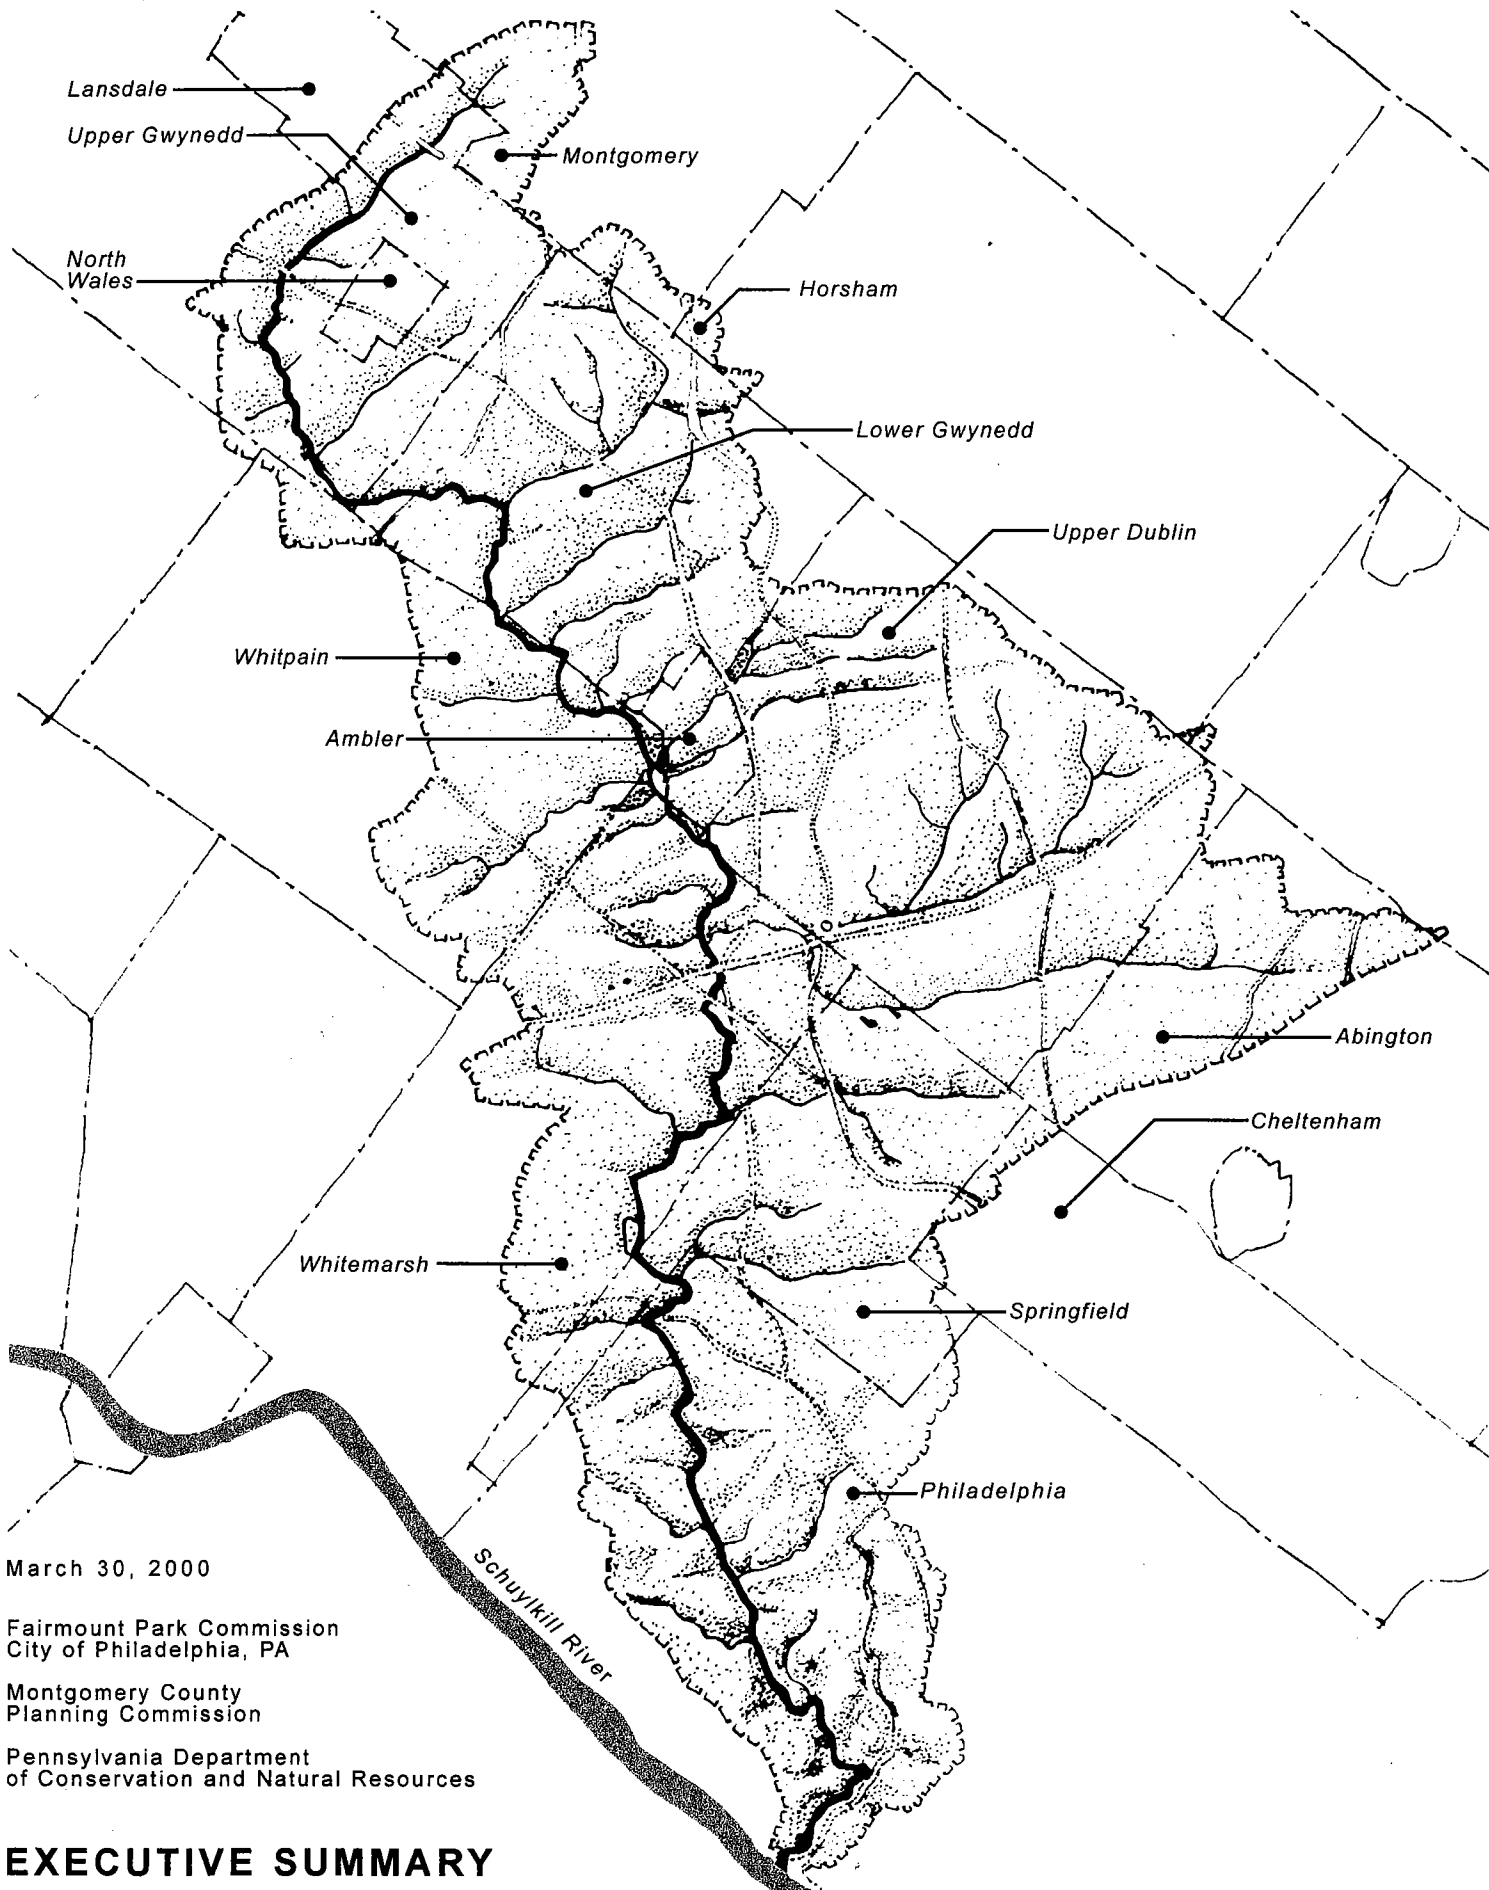 Lansdale
Upper Gwynedd
Montgomery
North
Wales
Horsham
Lower Gwynedd
Upper Dublin
Whitpain
Ambler
Abington
Cheltenham
Whitemarsh
Springfield
Philadelphia
Schuylkill River
March 30, 2000
Fairmount Park Commission
City of Philadelphia, PA
Montgomery County
Planning Commission
Pennsylvania Department
of Conservation and Natural Resources
EXECUTIVE SUMMARY